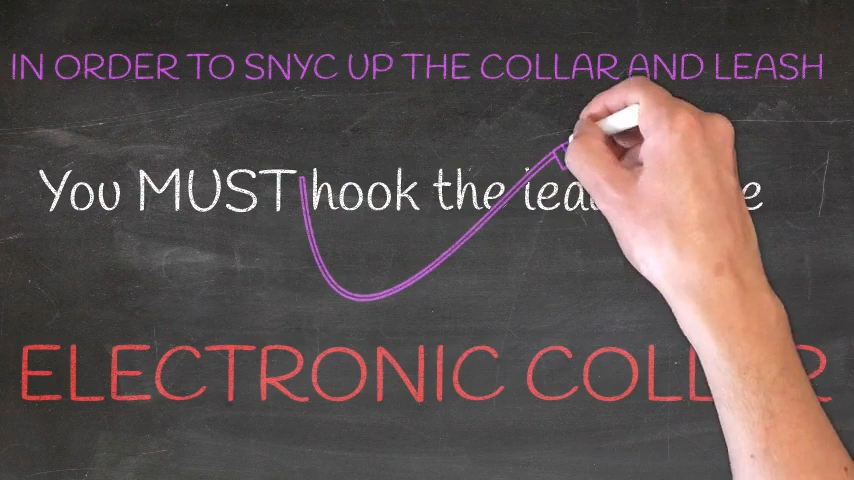 IN ORDER TO SNYC UP THE COLLAR AND LEASH
You MUST hook the
ELECTRONIC